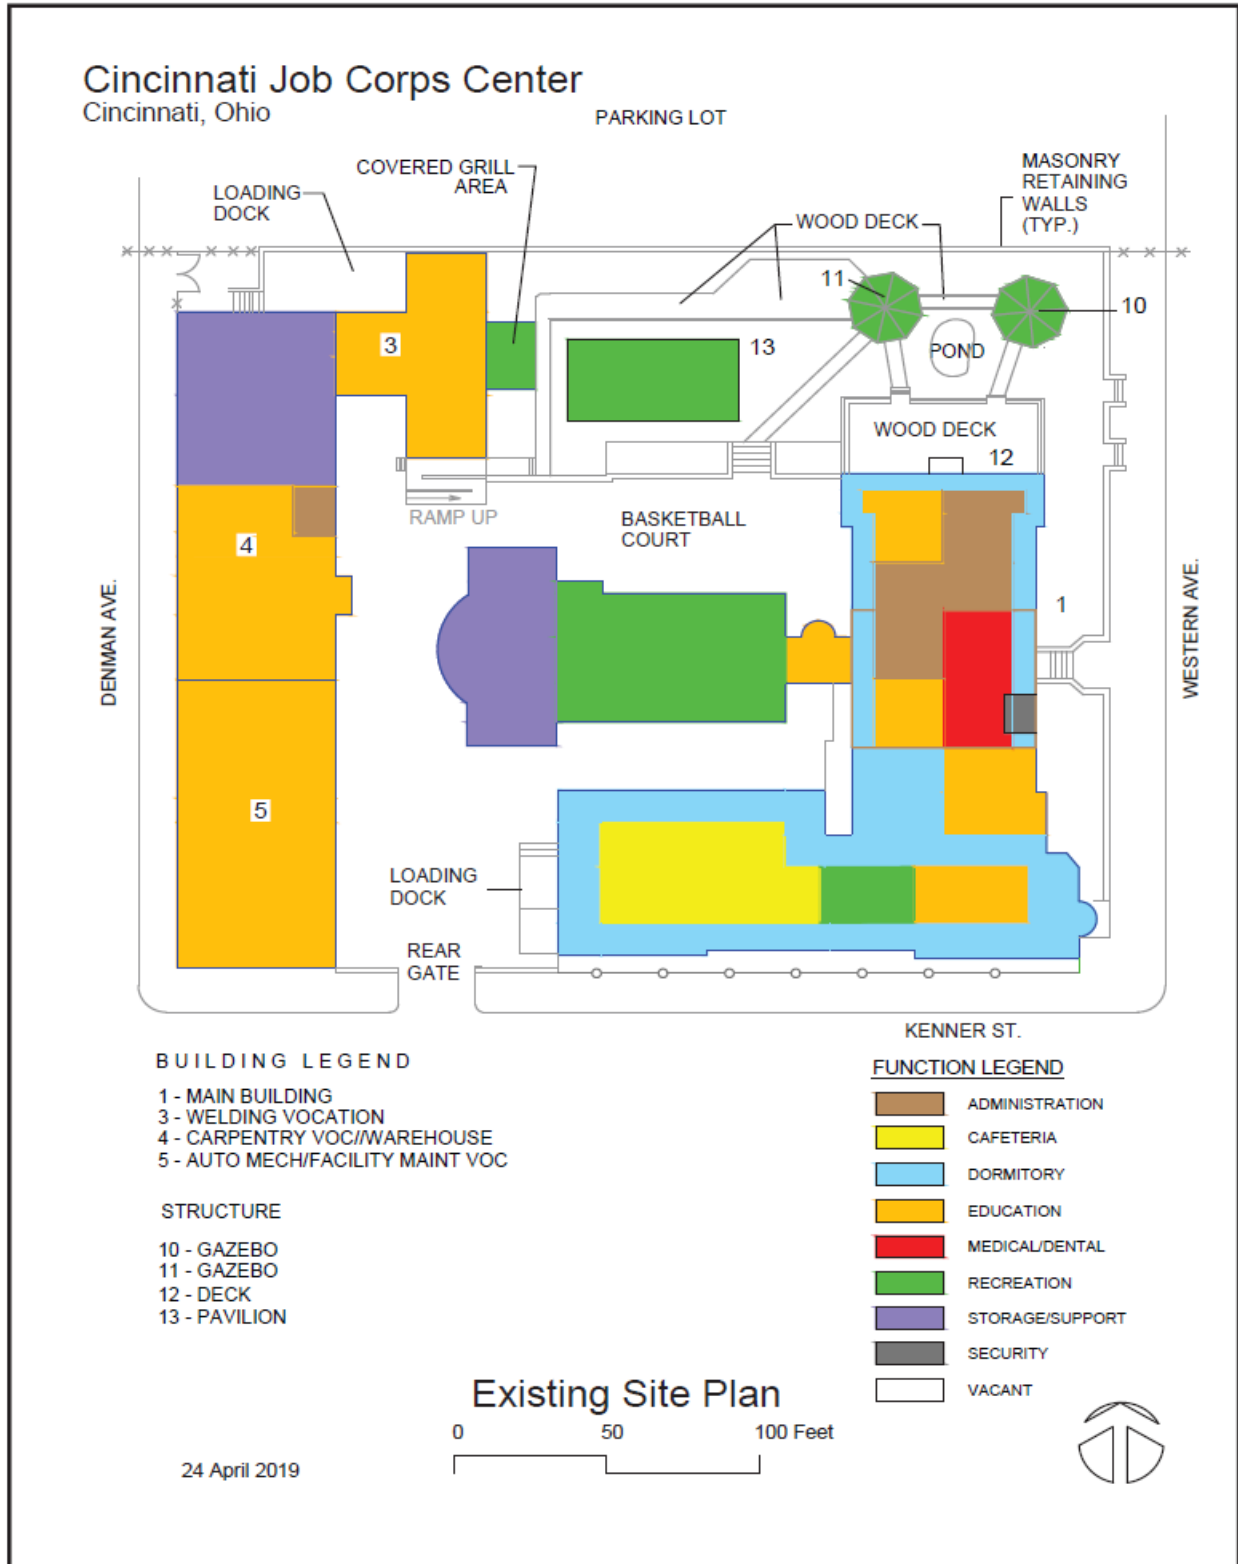 Cincinnati Job Corps Center
Cincinnati, Ohio
PARKING LOT
COVERED GRILL
AREA
MASONRY
RETAINING
WALLS
(TYP.)
LOADING
DOCK
WOOD DECK
11
10
3
13
POND
WOOD DECK
12
RAMP UP
BASKETBALL
COURT
4
DENMAN AVE.
1
WESTERN AVE.
5
LOADING
DOCK
REAR
GATE
KENNER ST.
BUILDING LEGEND
1 - MAIN BUILDING
3 - WELDING VOCATION
4 - CARPENTRY VOC//WAREHOUSE
5 - AUTO MECH/FACILITY MAINT VOC
STRUCTURE
10 - GAZEBO
11 - GAZEBO
12 - DECK
13 - PAVILION
FUNCTION LEGEND
ADMINISTRATION
CAFETERIA
DORMITORY
EDUCATION
MEDICAL/DENTAL
RECREATION
STORAGE/SUPPORT
SECURITY
VACANT
Existing Site Plan
0 50 100 Feet
24 April 2019